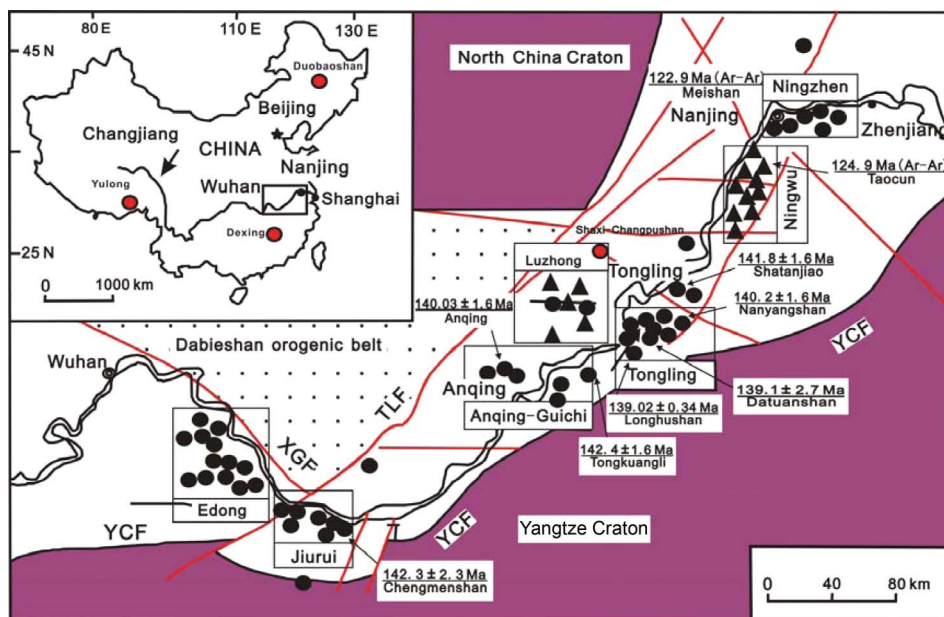 80 E
110 E
130 E
45 N
25 N
Duobaoshan
Beijing
Changjiang
CHINA
Nanjing
Wuhan
Shanghai
Yulong
Dexing
0 1000 km
North China Craton
122.9 Ma (Ar-Ar)
Meishan
Ningzhen
Nanjing
Zhenjiang
124.9 Ma (Ar-Ar)
Taocun
Ningwu
Shaxi-Changpushan
Luzhong
Tongling
141.8 ± 1.6 Ma
Shatanjiao
140.03 ± 1.6 Ma
Anqing
140.2 ± 1.6 Ma
Nanyangshan
YCF
Dabieshan orogenic belt
Wuhan
TLF
Anqing
Anqing-Guichi
Tongling
139.1 ± 2.7 Ma
Datuanshan
139.02 ± 0.34 Ma
Longhushan
142.4 ± 1.6 Ma
Tongkuangli
XGF
Edong
YCF
Jiurui
T
YCF
Yangtze Craton
142.3 ± 2.3 Ma
Chengmenshan
0 40 80 km